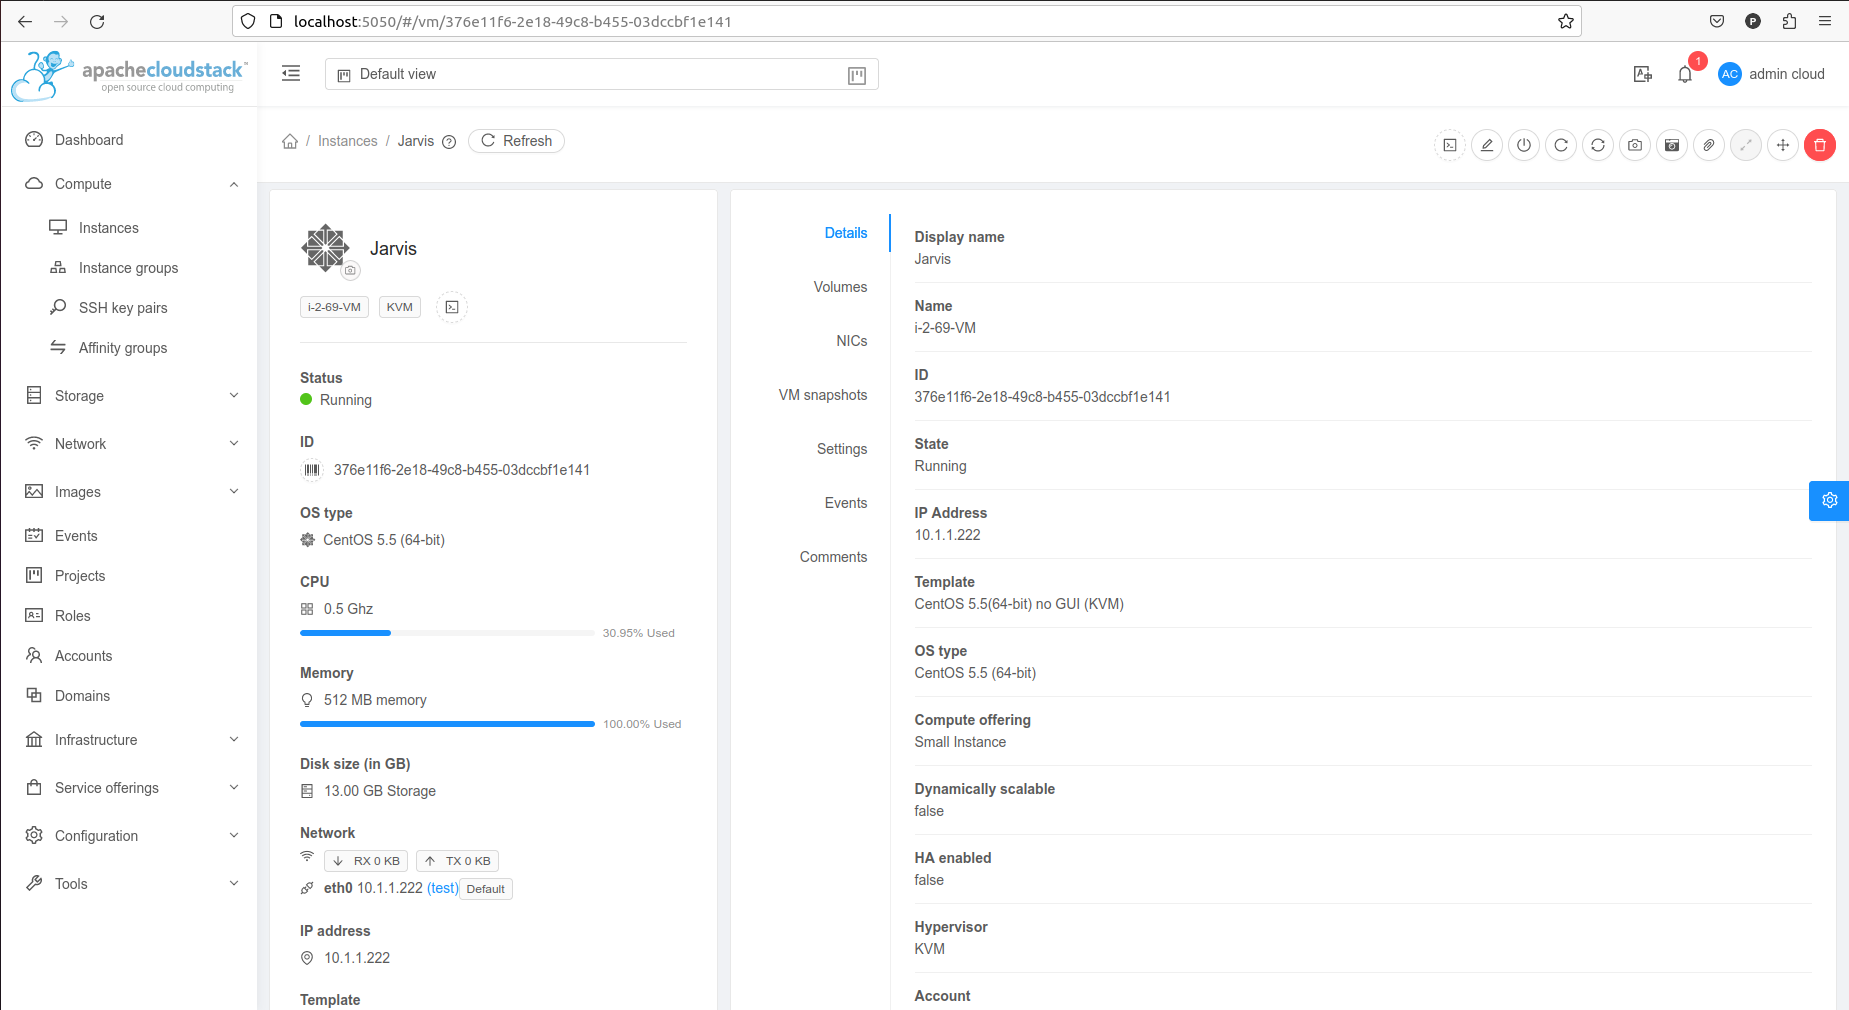 localhost:5050/#/vm/376e11f6-2e18-49c8-b455-03dccbf1e141
P
apachecloudstack™
open source cloud computing
Default view
1
AC admin cloud
Dashboard
Compute
Instances
Instance groups
SSH key pairs
Affinity groups
Storage
Network
Images
Events
Projects
Roles
Accounts
Domains
Infrastructure
Service offerings
Configuration
Tools
/ Instances / Jarvis Refresh
Jarvis
i-2-69-VM KVM
Status
Running
ID
376e11f6-2e18-49c8-b455-03dccbf1e141
OS type
CentOS 5.5 (64-bit)
CPU
0.5 Ghz
30.95% Used
Memory
512 MB memory
100.00% Used
Disk size (in GB)
13.00 GB Storage
Network
RX 0 KB TX 0 KB
eth0 10.1.1.222 (test) Default
IP address
10.1.1.222
Template
Details
Volumes
NICs
VM snapshots
Settings
Events
Comments
Display name
Jarvis
Name
i-2-69-VM
ID
376e11f6-2e18-49c8-b455-03dccbf1e141
State
Running
IP Address
10.1.1.222
Template
CentOS 5.5(64-bit) no GUI (KVM)
OS type
CentOS 5.5 (64-bit)
Compute offering
Small Instance
Dynamically scalable
false
HA enabled
false
Hypervisor
KVM
Account